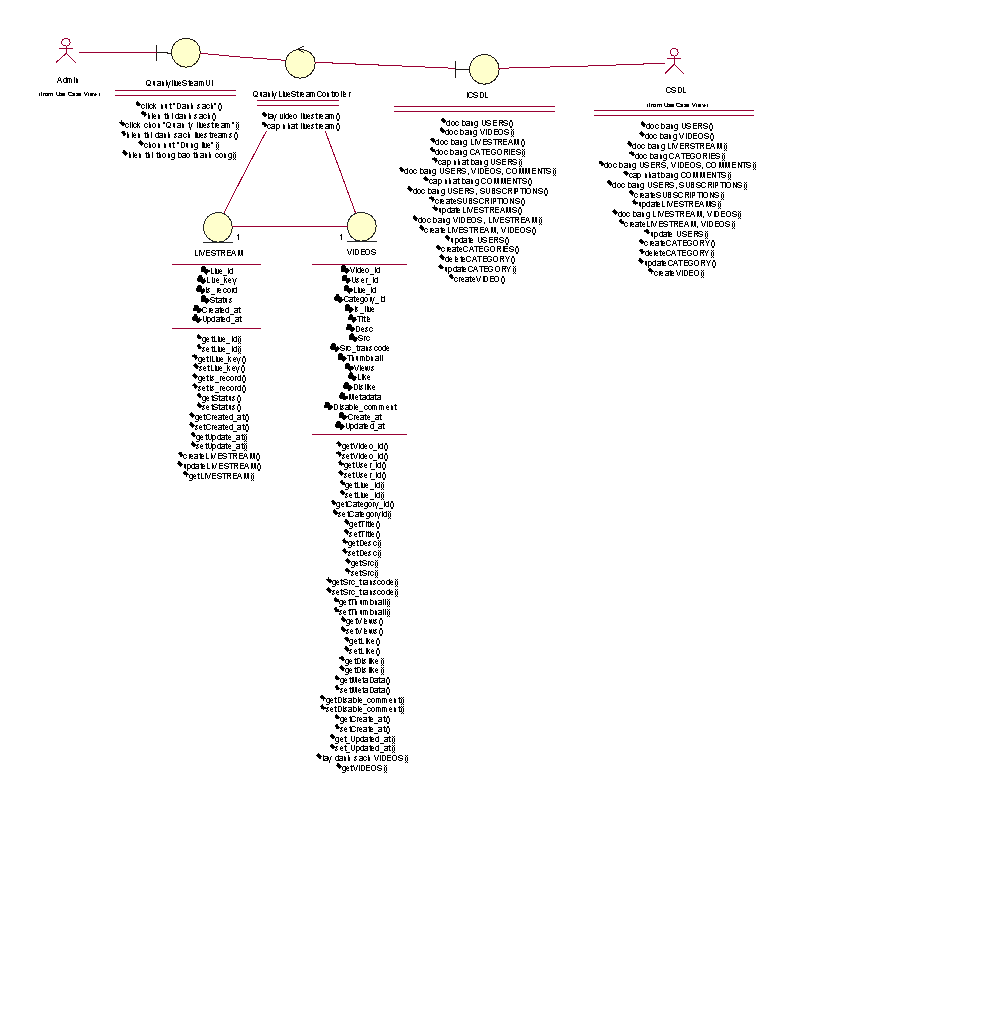 Admin
(from Use Case View)
QuanlyliveSteamUI
click nut "Danh sach"()
hien thi danh sach()
click chon "Quan ly livestream"()
hien thi danh sach livestreams()
chon nut "Dung live"()
hien thi thong bao thanh cong()
QuanlyLiveStreamController
lay video livestream()
cap nhat livestream()
ICSDL
doc bang USERS()
doc bang VIDEOS()
doc bang LIVESTREAM()
doc bang CATEGORIES()
cap nhat bang USERS()
doc bang USERS, VIDEOS, COMMENTS()
cap nhat bang COMMENTS()
doc bang USERS, SUBSCRIPTIONS()
createSUBSCRIPTIONS()
updateLIVESTREAMS()
doc bang VIDEOS, LIVESTREAM()
createLIVESTREAM, VIDEOS()
update USERS()
createCATEGORIES()
deleteCATEGORY()
updateCATEGORY()
createVIDEO()
CSDL
(from Use Case View)
doc bang USERS()
doc bang VIDEOS()
doc bang LIVERSTREAM()
doc bang CATEGORIES()
doc bang USERS, VIDEOS, COMMENTS()
cap nhat bang COMMENTS()
doc bang USERS, SUBSCRIPTIONS()
createSUBSCRIPTIONS()
updateLIVESTREAMS()
doc bang LIVESTREAM, VIDEOS()
createLIVESTREAM, VIDEOS()
update USERS()
createCATEGORY()
deleteCATEGORY()
updateCATEGORY()
createVIDEO()
1
1
LIVESTREAM
Live_id
Live_key
is_record
Status
Created_at
Updated_at
getLive_id()
setLive_id()
getlLive_key()
setLive_key()
getis_record()
setis_record()
getStatus()
setStatus()
getCreated_at()
setCreated_at()
getUpdate_at()
setUpdate_at()
createLIVESTREAM()
updateLIVESTREAM()
getLIVESTREAM()
VIDEOS
Video_id
User_id
Live_id
Category_id
is_live
Title
Desc
Src
Src_transcode
Thumbnail
Views
Like
Dislike
Metadata
Disable_comment
Create_at
Updated_at
getVideo_id()
setVideo_id()
getUser_id()
setUser_id()
getLive_id()
setLive_id()
getCategory_id()
setCategoryid()
getTitle()
setTitle()
getDesc()
setDesc()
getSrc()
setSrc()
getSrc_transcode()
setSrc_transcode()
getThumbnail()
setThumbnail()
getViews()
setViews()
getLike()
setLike()
getDislike()
getDislike()
getMetaData()
setMetaData()
getDisable_comment()
setDisable_comment()
getCreate_at()
setCreate_at()
get_Updated_at()
set_Updated_at()
lay danh sach VIDEOS()
getVIDEOS()